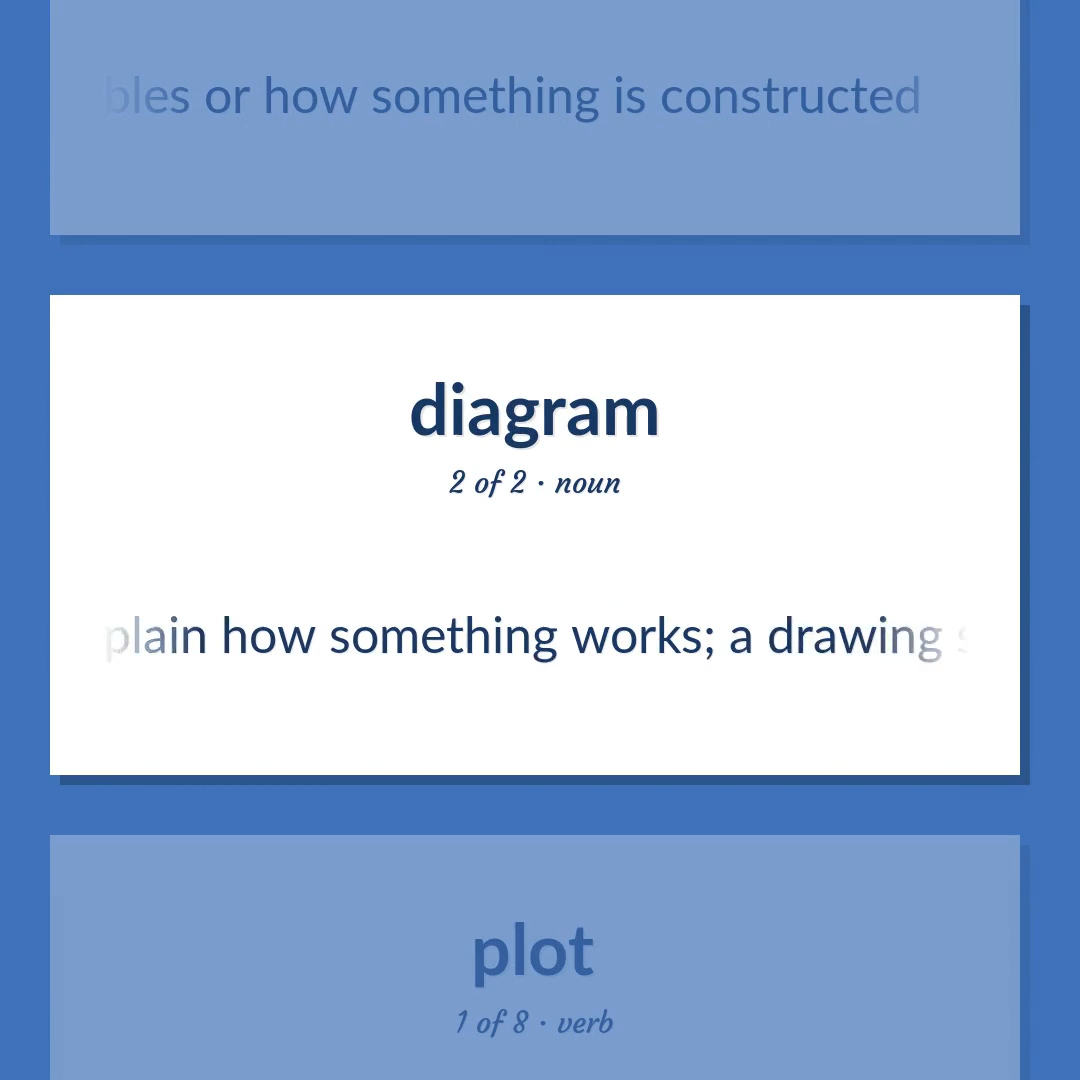 bles or how something is constructed
diagram
2 of 2 · noun
plain how something works; a drawing
plot
1 of 8 · verb